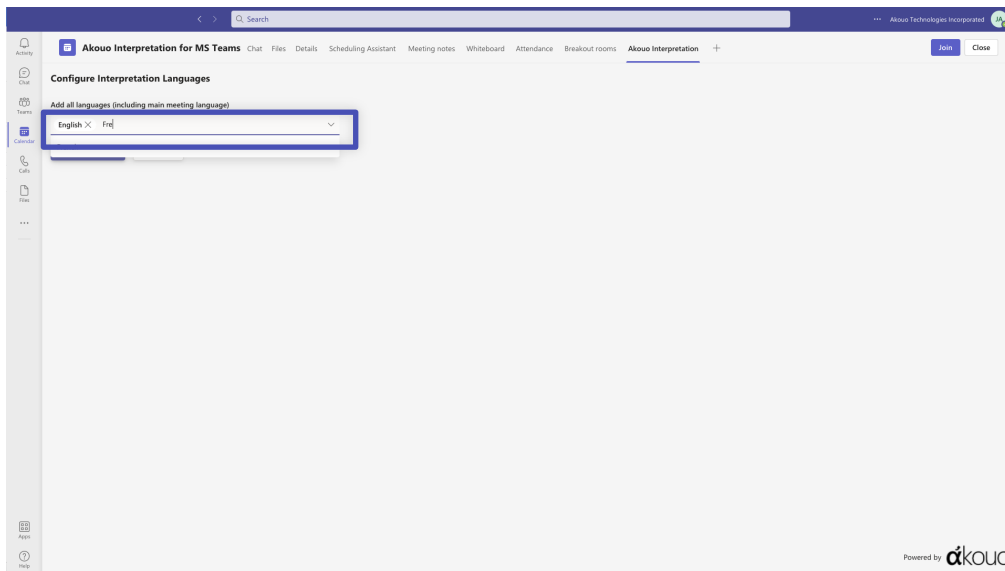 Search
Akouo Technologies Incorporated
JA
Activity
Akouo Interpretation for MS Teams Chat Files Details Scheduling Assistant Meeting notes Whiteboard Attendance Breakout rooms Akouo Interpretation
Join Close
Chat
Configure Interpretation Languages
Teams
Add all languages (including main meeting language)
English Fre
Calendar
Calls
Files
Apps
Help
Powered by ákouo